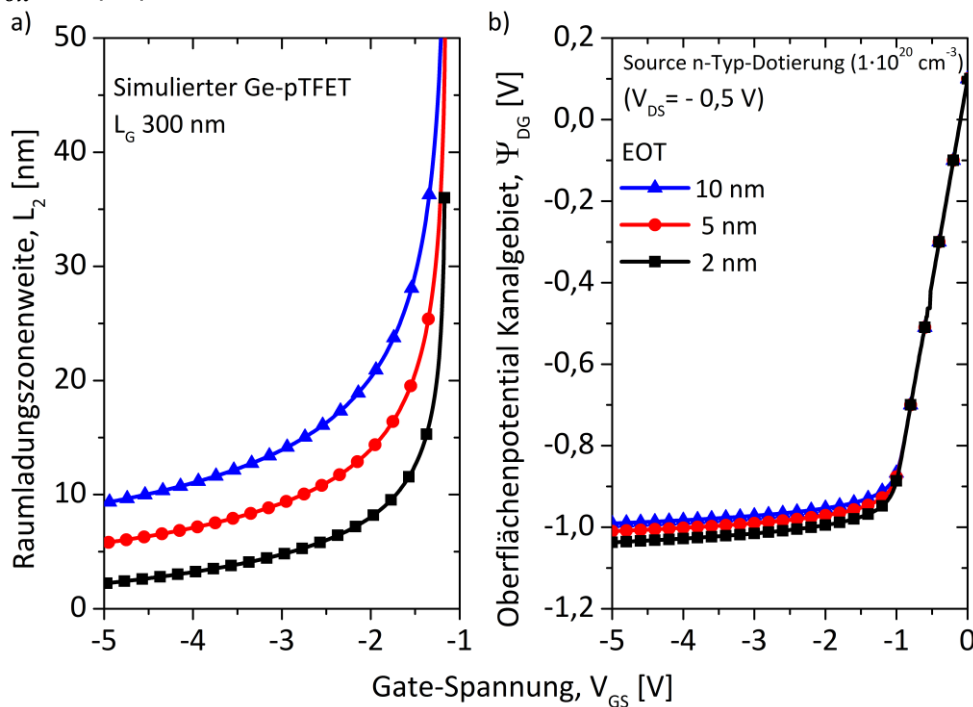 a)
Raumladungszonenweite, L2 [nm]
50
40
30
20
10
0
Simulierter Ge-pTFET
LG 300 nm
-5
-4
-3
-2
-1
b)
Oberflächenpotential Kanalgebiet, ΨDG [V]
0,2
0,0
-0,2
-0,4
-0,6
-0,8
-1,0
-1,2
Source n-Typ-Dotierung (1·10^20 cm^-3)
(VDS= - 0,5 V)
EOT
10 nm
5 nm
2 nm
-5
-4
-3
-2
-1
0
Gate-Spannung, VGS [V]